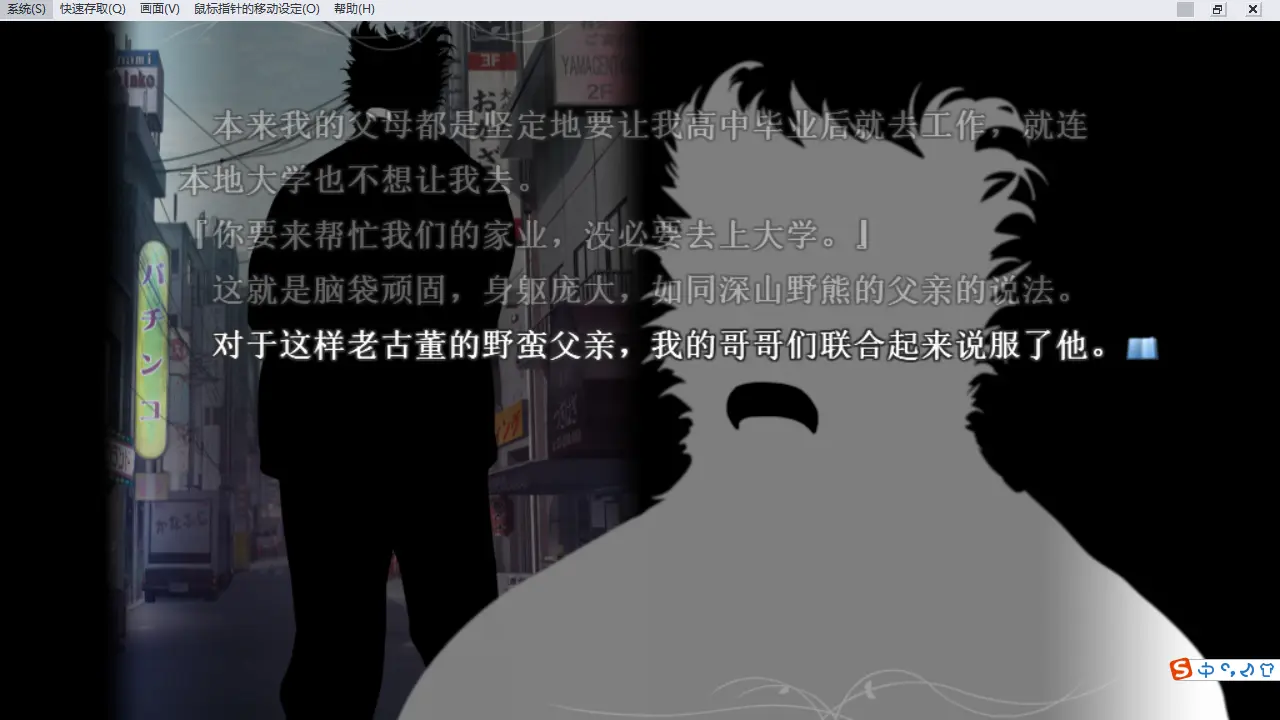 系统(S) 快速存取(Q) 画面(V) 鼠标指针的移动设定(O) 帮助(H)
3F
YAMAGEN
2F
本来我的父母都是坚定地要让我高中毕业后就去工作，就连
本地大学也不想让我去。
『你要来帮忙我们的家业，没必要去上大学。』
这就是脑袋顽固，身躯庞大，如同深山野熊的父亲的说法。
对于这样老古董的野蛮父亲，我的哥哥们联合起来说服了他。
パチンコ
中